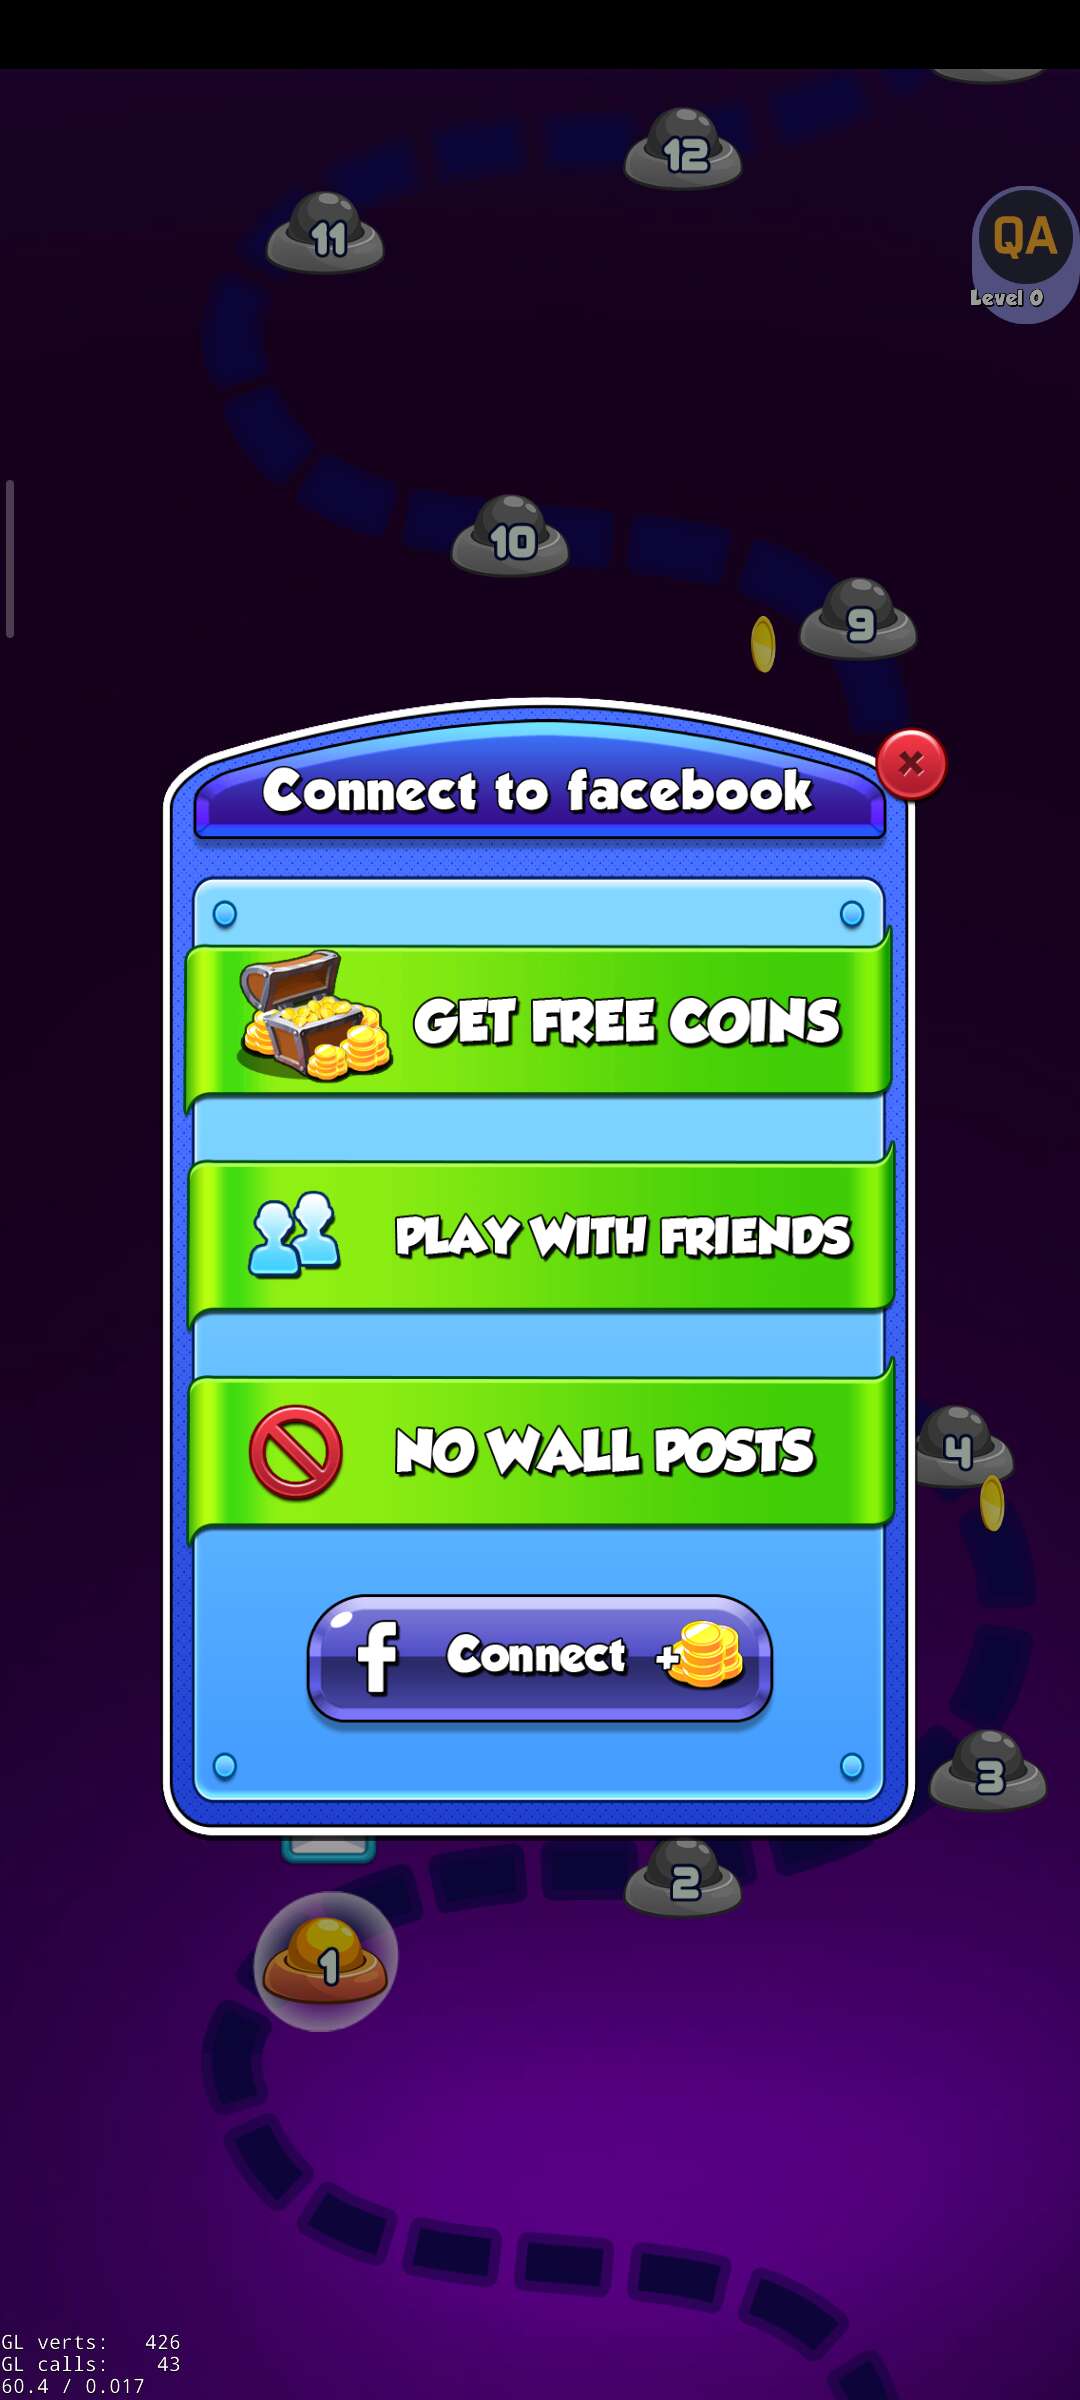 12
11
QA
Level 0
10
9
Connect to facebook
×
GET FREE COINS
PLAY WITH FRIENDS
NO WALL POSTS
4
f Connect +
3
2
1
GL verts: 426
GL calls: 43
60.4 / 0.017